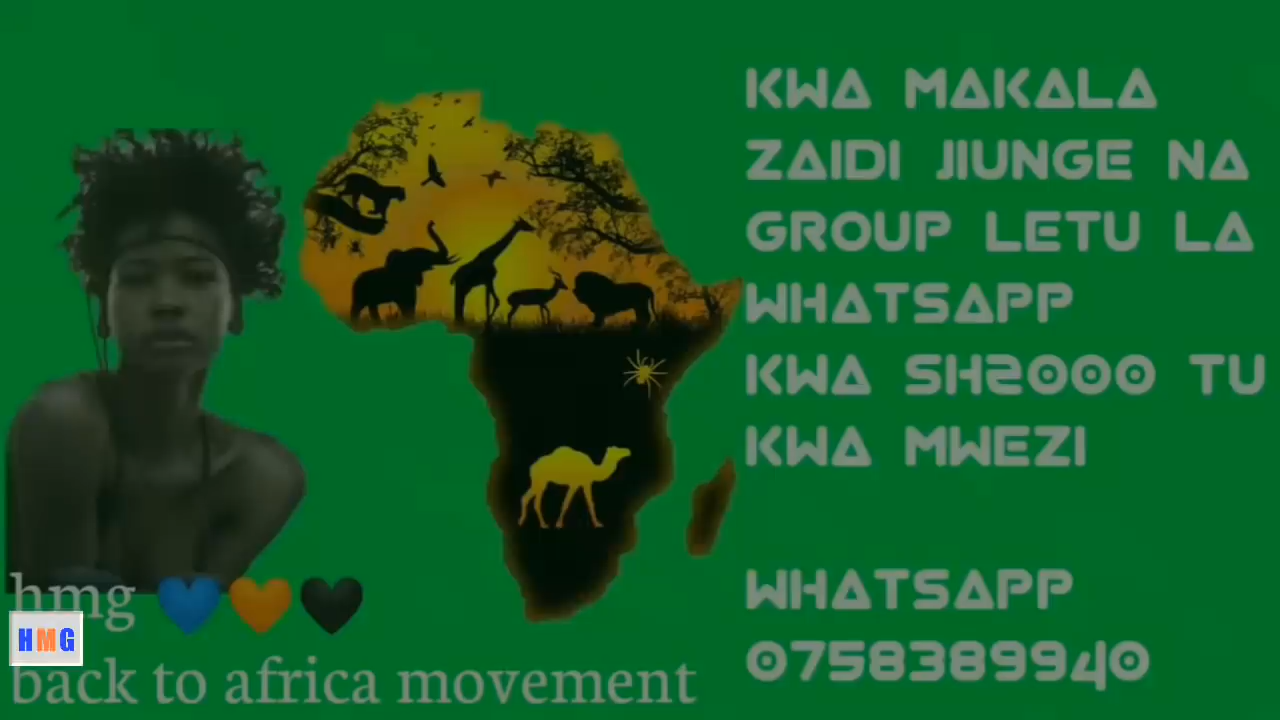 KWA MAKALA
ZAIDI JIUNGE NA
GROUP LETU LA
WHATSAPP
KWA SH2000 TU
KWA MWEZI
WHATSAPP
0758389940
hmg 💙🧡🖤
HMG
back to africa movement